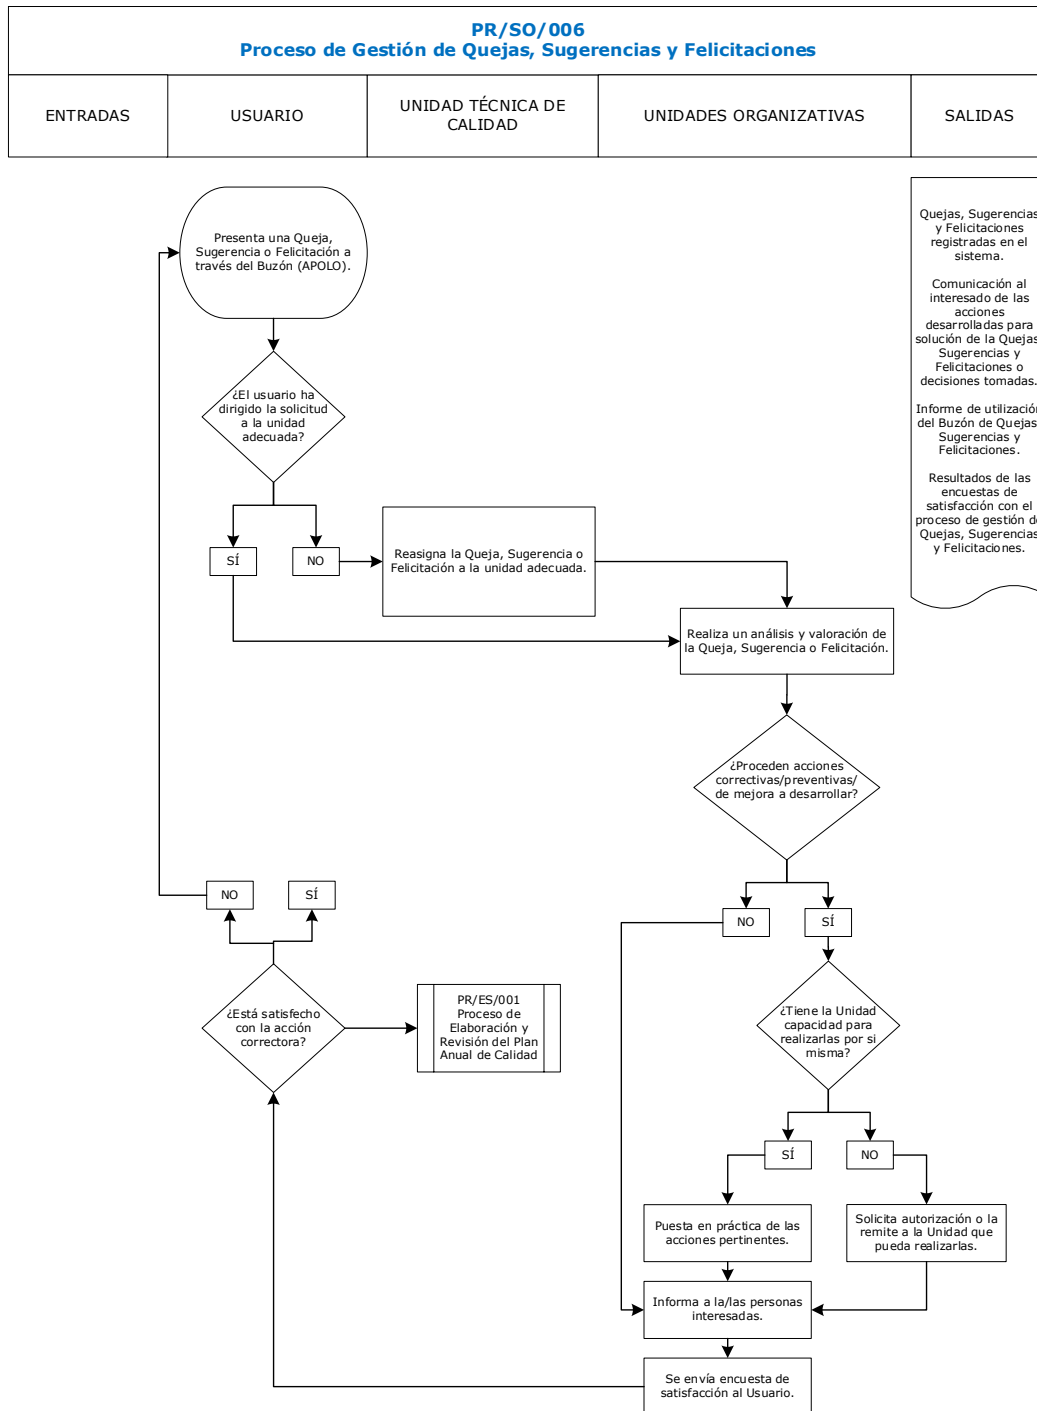 PR/SO/006
Proceso de Gestión de Quejas, Sugerencias y Felicitaciones
ENTRADAS
USUARIO
UNIDAD TÉCNICA DE
CALIDAD
UNIDADES ORGANIZATIVAS
SALIDAS
Presenta una Queja,
Sugerencia o Felicitación a
través del Buzón (APOLO).
¿El usuario ha
dirigido la solicitud
a la unidad
adecuada?
SÍ
NO
Reasigna la Queja, Sugerencia o
Felicitación a la unidad adecuada.
Realiza un análisis y valoración de
la Queja, Sugerencia o Felicitación.
¿Proceden acciones
correctivas/preventivas/
de mejora a desarrollar?
NO
SÍ
¿Tiene la Unidad
capacidad para
realizarlas por si
misma?
SÍ
NO
Puesta en práctica de las
acciones pertinentes.
Solicita autorización o la
remite a la Unidad que
pueda realizarlas.
Informa a la/las personas
interesadas.
Se envía encuesta de
satisfacción al Usuario.
¿Está satisfecho
con la acción
correctora?
NO
SÍ
PR/ES/001
Proceso de
Elaboración y
Revisión del Plan
Anual de Calidad
Quejas, Sugerencias
y Felicitaciones
registradas en el
sistema.
Comunicación al
interesado de las
acciones
desarrolladas para
solución de la Quejas
Sugerencias y
Felicitaciones o
decisiones tomadas.
Informe de utilización
del Buzón de Quejas
Sugerencias y
Felicitaciones.
Resultados de las
encuestas de
satisfacción con el
proceso de gestión de
Quejas, Sugerencias
y Felicitaciones.